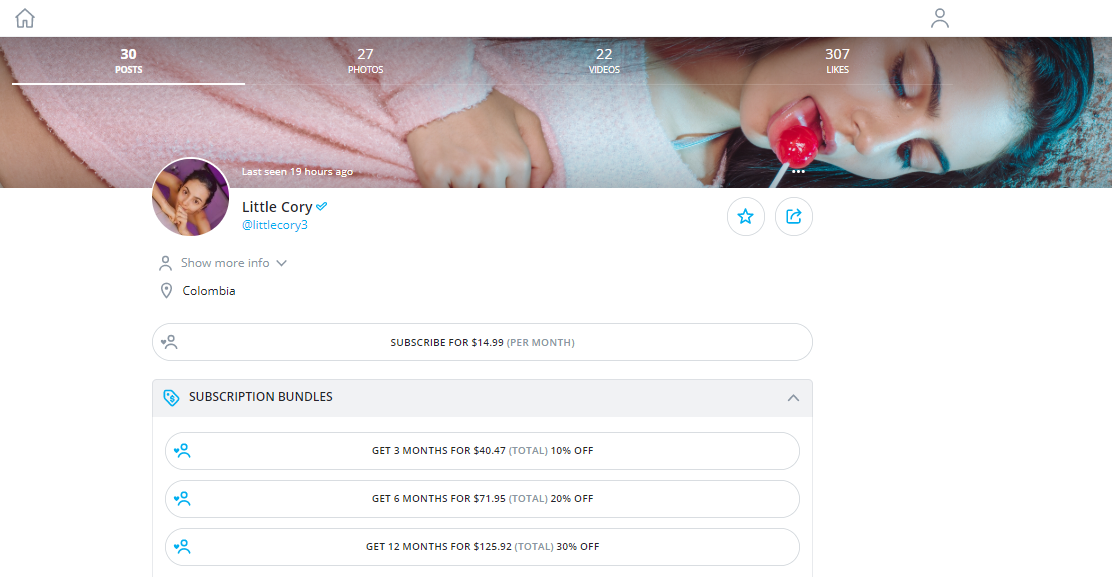 30
POSTS
27
PHOTOS
22
VIDEOS
307
LIKES
Last seen 19 hours ago
Little Cory
@littlecory3
Show more info
Colombia
SUBSCRIBE FOR $14.99 (PER MONTH)
SUBSCRIPTION BUNDLES
GET 3 MONTHS FOR $40.47 (TOTAL) 10% OFF
GET 6 MONTHS FOR $71.95 (TOTAL) 20% OFF
GET 12 MONTHS FOR $125.92 (TOTAL) 30% OFF